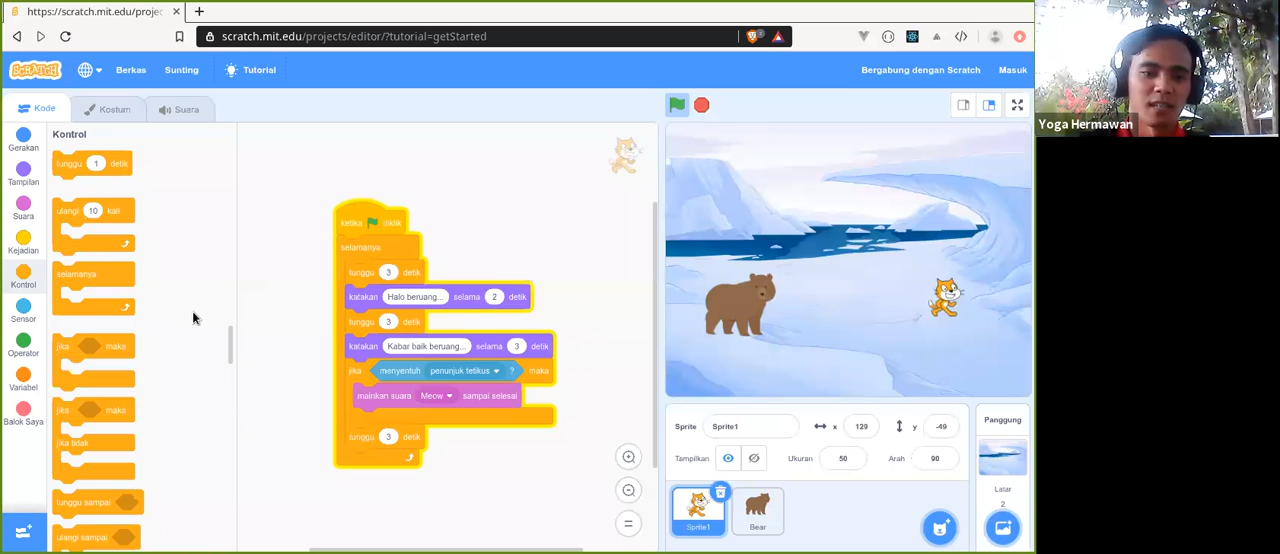 https://scratch.mit.edu/projec
scratch.mit.edu/projects/editor/?tutorial=getStarted
2
SCRATCH
Berkas
Sunting
Tutorial
Bergabung dengan Scratch
Masuk
Yoga Hermawan
Kode
Kostum
Suara
Gerakan
Tampilan
Suara
Kejadian
Kontrol
Sensor
Operator
Variabel
Balok Saya
Kontrol
tunggu 1 detik
ulangi 10 kali
selamanya
jika maka
jika maka
jika tidak
tunggu sampai
ulangi sampai
ketika diklik
selamanya
tunggu 3 detik
katakan Halo beruang... selama 2 detik
tunggu 3 detik
katakan Kabar baik beruang... selama 3 detik
jika menyentuh penunjuk tetikus ? maka
mainkan suara Meow sampai selesai
tunggu 3 detik
Sprite Sprite1 x 129 y -49
Tampilkan Ukuran 50 Arah 90
Sprite1
Bear
Panggung
Latar
2